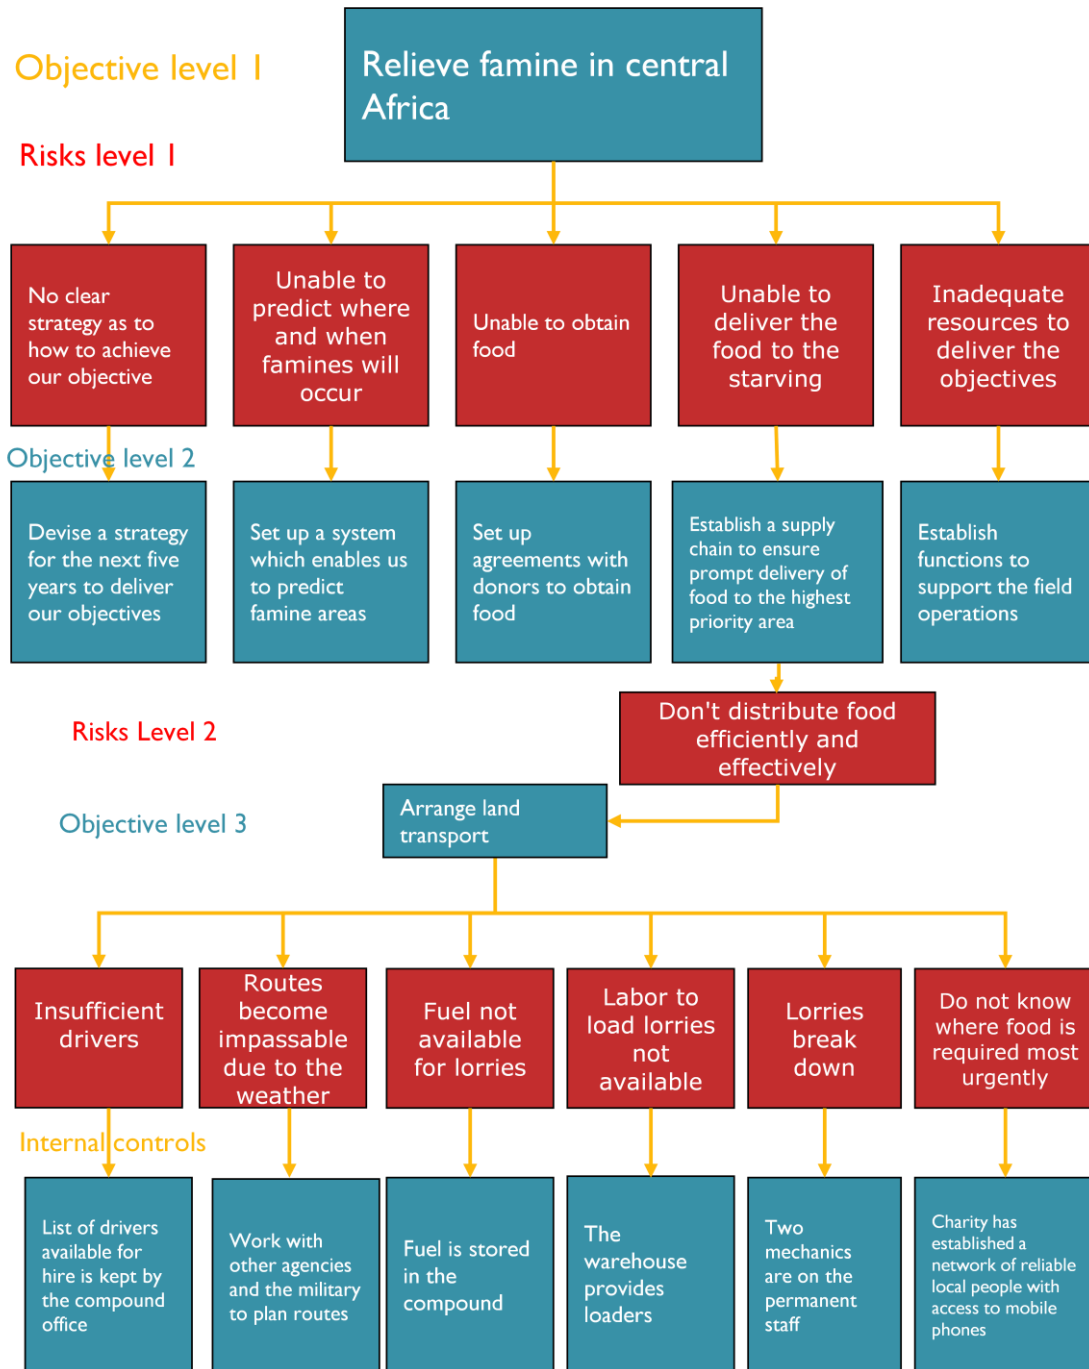 Objective level 1
Relieve famine in central
Africa
Risks level 1
No clear
strategy as to
how to achieve
our objective
Unable to
predict where
and when
famines will
occur
Unable to obtain
food
Unable to
deliver the
food to the
starving
Inadequate
resources to
deliver the
objectives
Objective level 2
Devise a strategy
for the next five
years to deliver
our objectives
Set up a system
which enables us
to predict
famine areas
Set up
agreements with
donors to obtain
food
Establish a supply
chain to ensure
prompt delivery of
food to the highest
priority area
Establish
functions to
support the field
operations
Risks Level 2
Don't distribute food
efficiently and
effectively
Objective level 3
Arrange land
transport
Insufficient
drivers
Routes
become
impassable
due to the
weather
Fuel not
available
for lorries
Labor to
load lorries
not
available
Lorries
break
down
Do not know
where food is
required most
urgently
Internal controls
List of drivers
available for
hire is kept by
the compound
office
Work with
other agencies
and the military
to plan routes
Fuel is stored
in the
compound
The
warehouse
provides
loaders
Two
mechanics
are on the
permanent
staff
Charity has
established a
network of reliable
local people with
access to mobile
phones